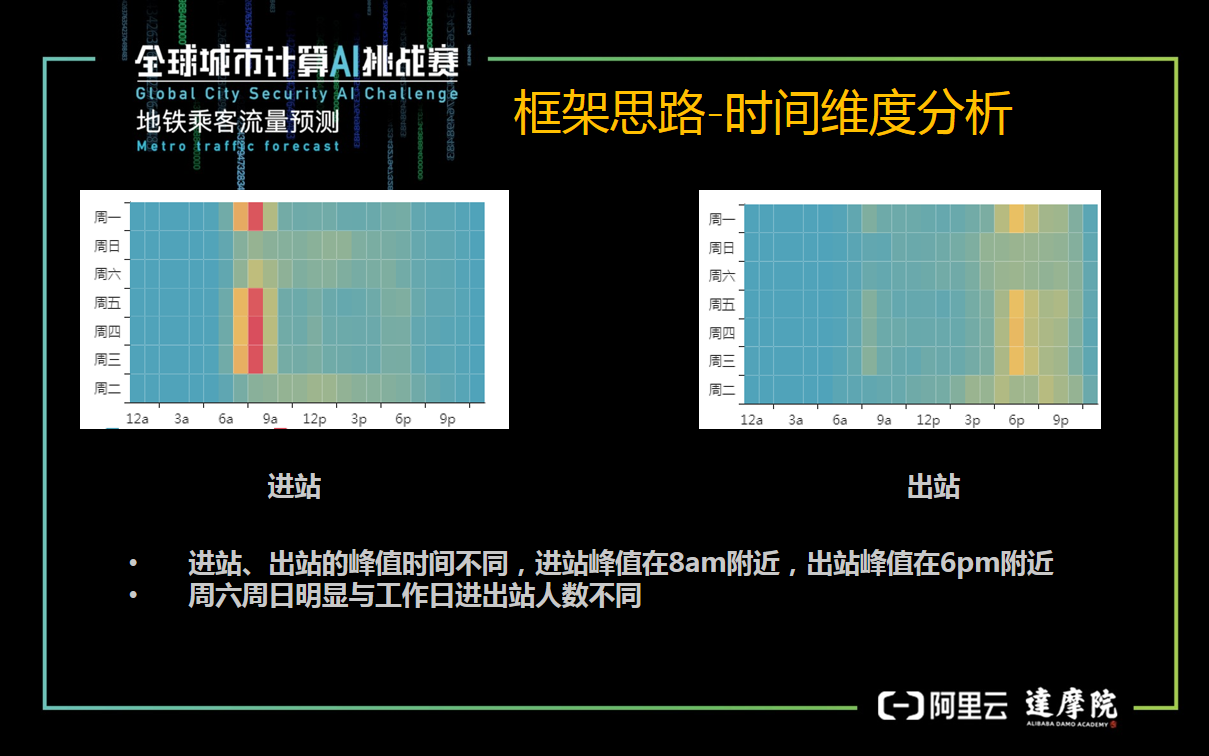 全球城市计算AI挑战赛
Global City Security AI Challenge
地铁乘客流量预测
Metro traffic forecast
框架思路-时间维度分析
周一
周日
周六
周五
周四
周三
周二
12a 3a 6a 9a 12p 3p 6p 9p
进站
周一
周日
周六
周五
周四
周三
周二
12a 3a 6a 9a 12p 3p 6p 9p
出站
• 进站、出站的峰值时间不同，进站峰值在8am附近，出站峰值在6pm附近
• 周六周日明显与工作日进出站人数不同
阿里云
達摩院
ALIBABA DAMO ACADEMY